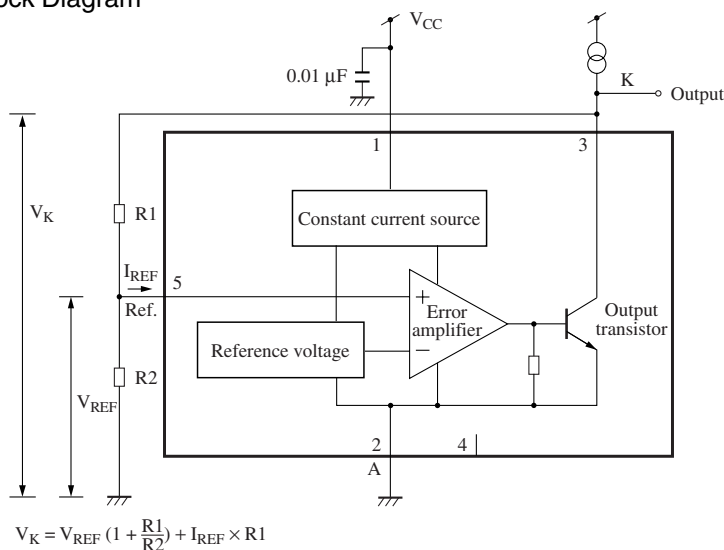 ock Diagram
VCC
0.01 μF
K
Output
1
3
VK
R1
Constant current source
IREF
5
Ref.
+
Error
amplifier
Output
transistor
Reference voltage
−
R2
VREF
2
4
A
VK = VREF (1 + R1/R2) + IREF × R1